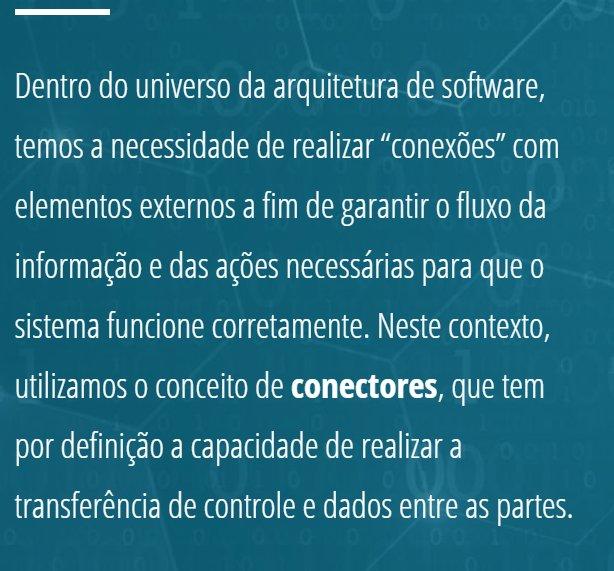 Dentro do universo da arquitetura de software,
temos a necessidade de realizar “conexões” com
elementos externos a fim de garantir o fluxo da
informação e das ações necessárias para que o
sistema funcione corretamente. Neste contexto,
utilizamos o conceito de conectores, que tem
por definição a capacidade de realizar a
transferência de controle e dados entre as partes.